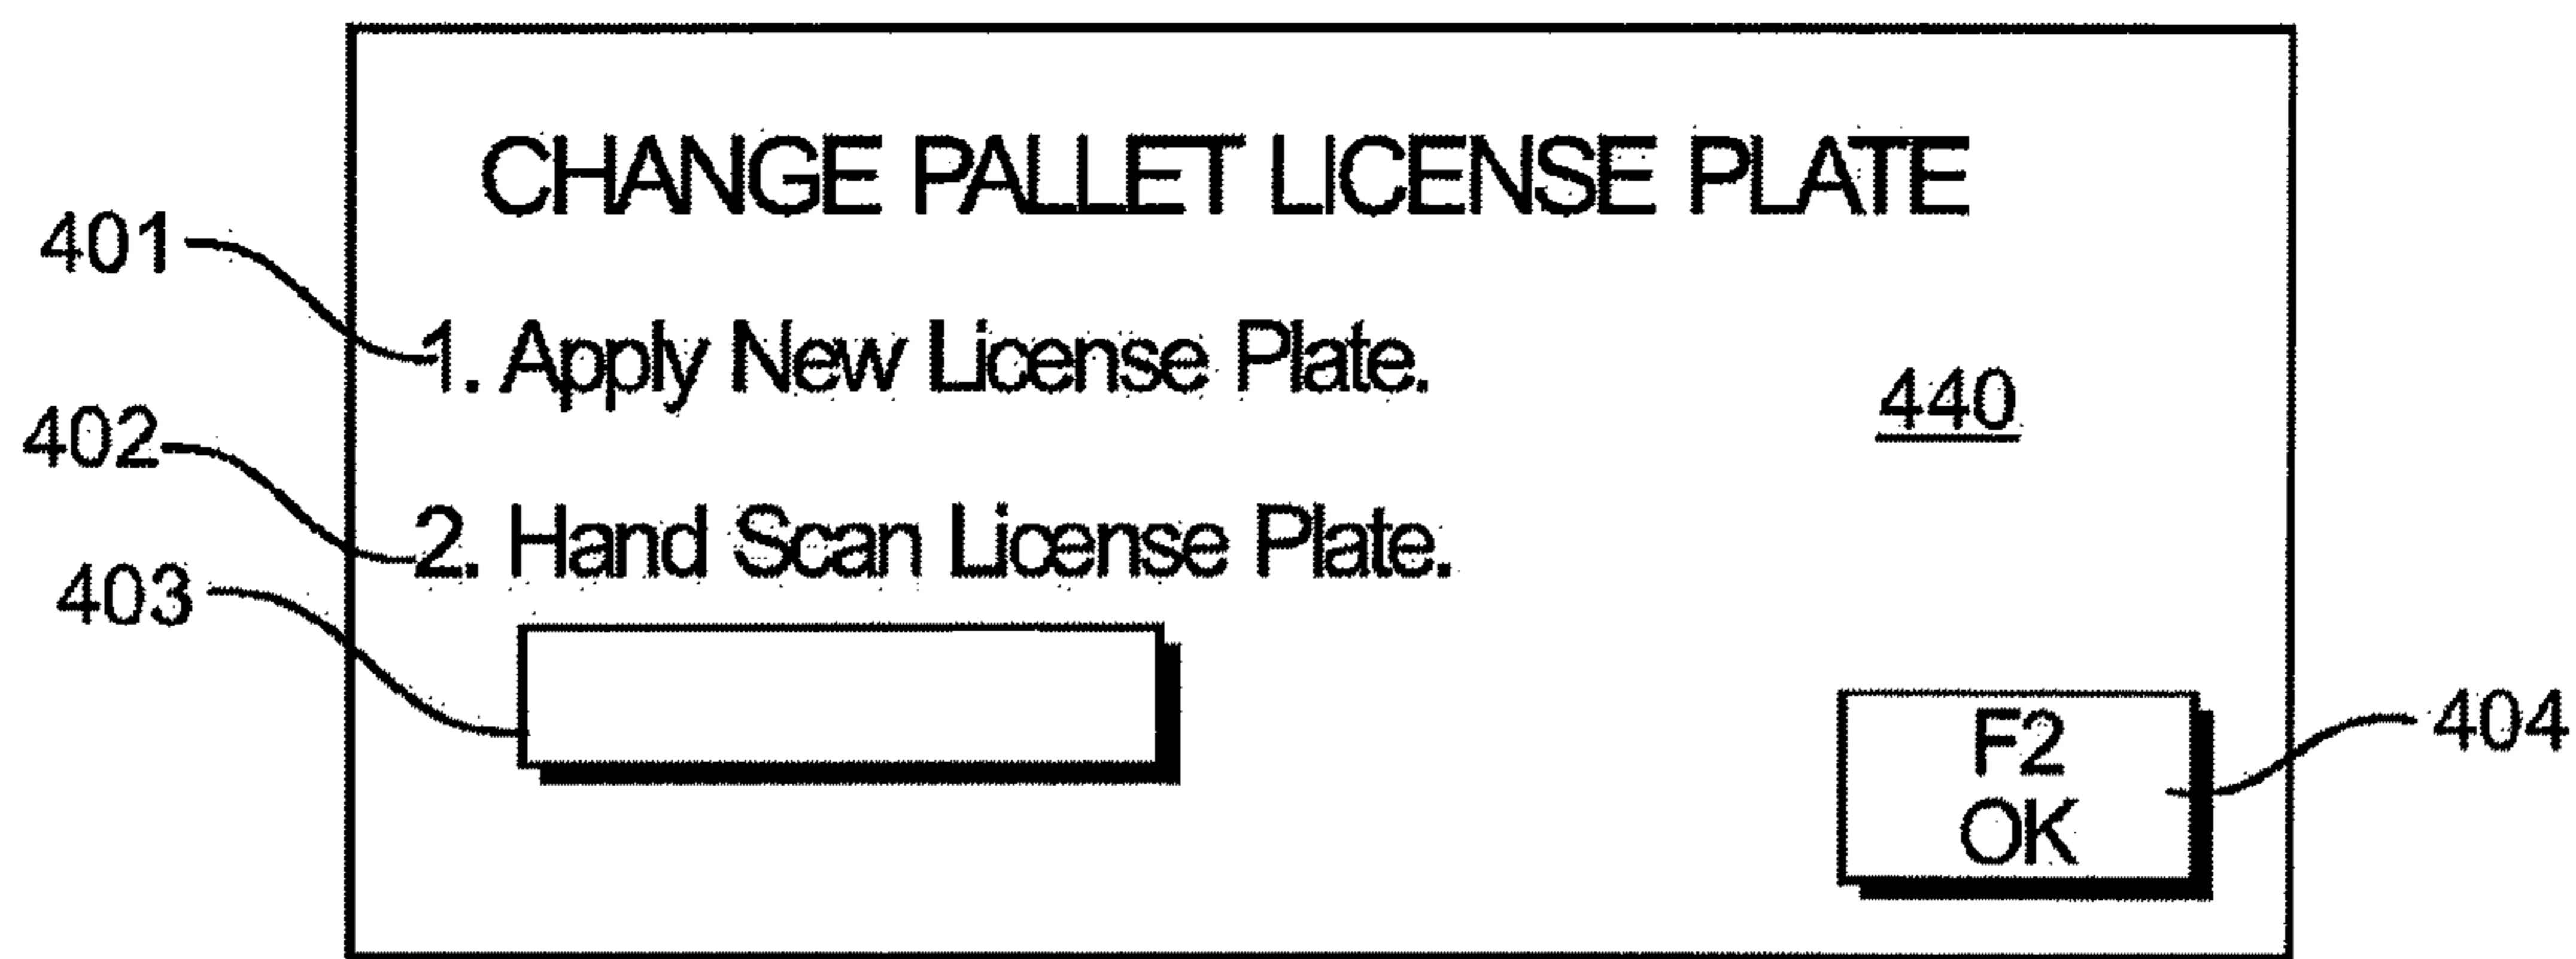 CHANGE PALLET LICENSE PLATE
401
1. Apply New License Plate.
440
402
2. Hand Scan License Plate.
403
F2
OK
404